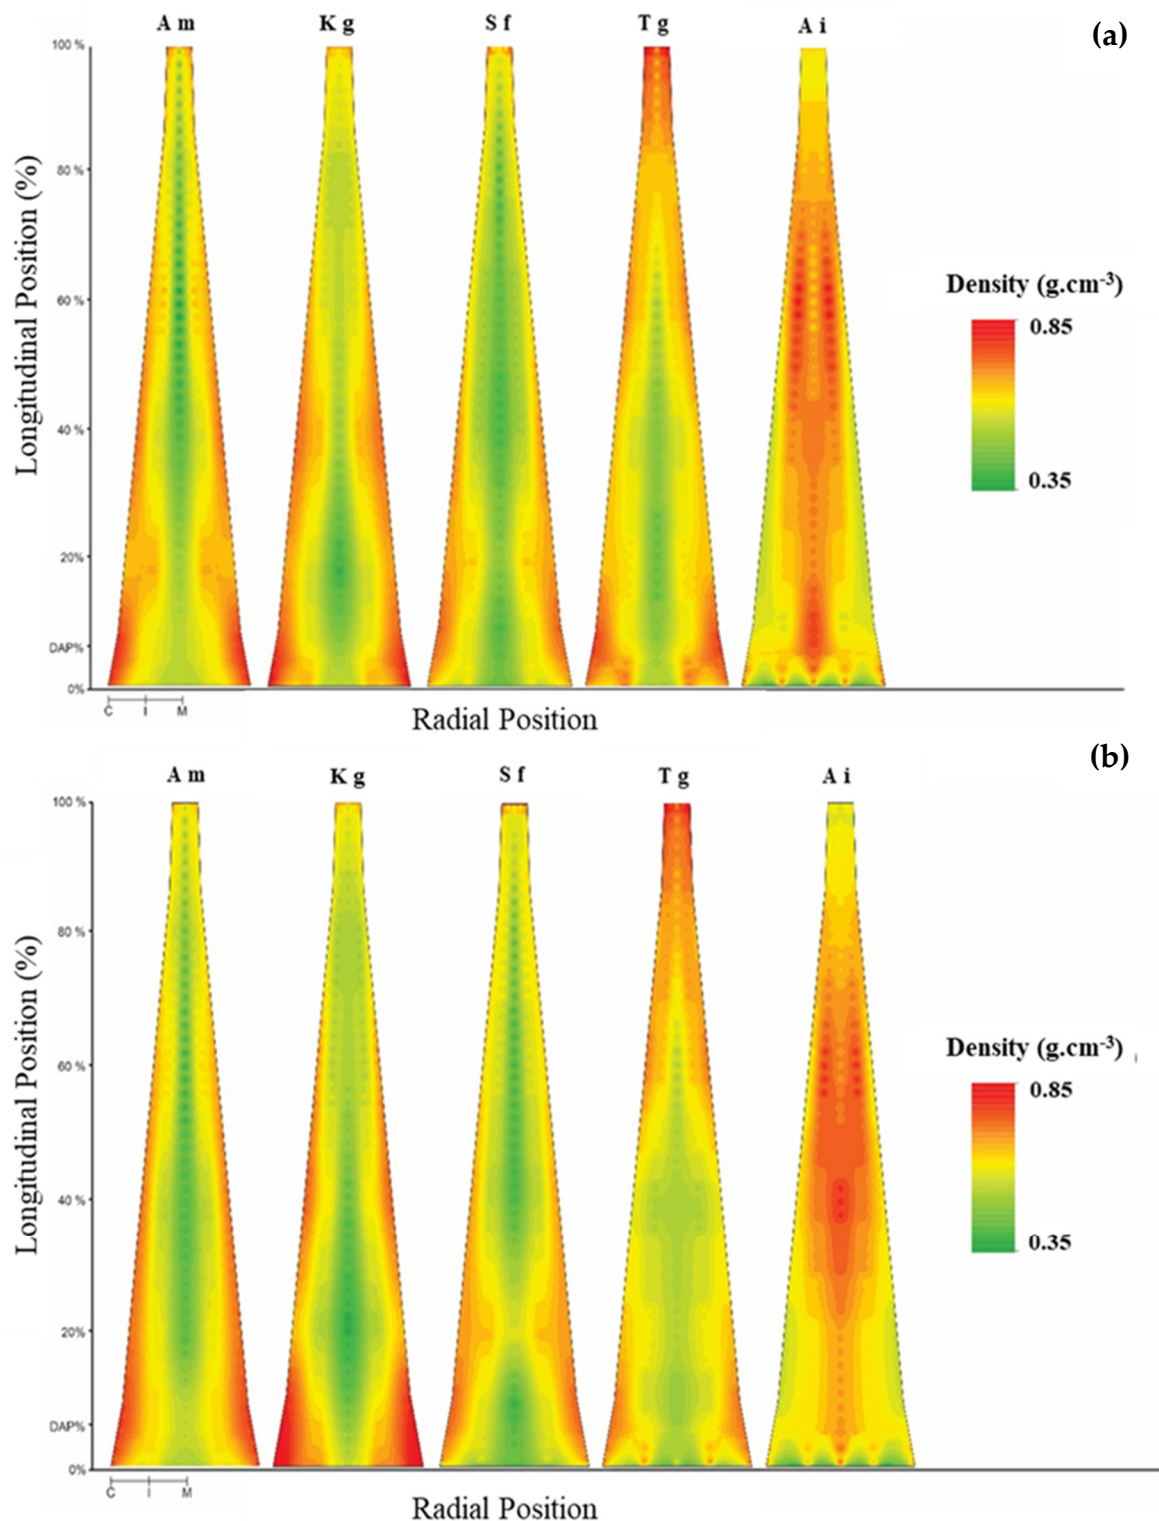 A m K g S f T g A i
(a)
100 %
80 %
60 %
40 %
20%
DAP%
0%
Longitudinal Position (%)
C I M
Radial Position
Density (g.cm-3)
0.85
0.35
(b)
A m K g S f T g A i
100 %
80 %
60 %
40 %
20%
DAP%
0%
Longitudinal Position (%)
C I M
Radial Position
Density (g.cm-3)
0.85
0.35